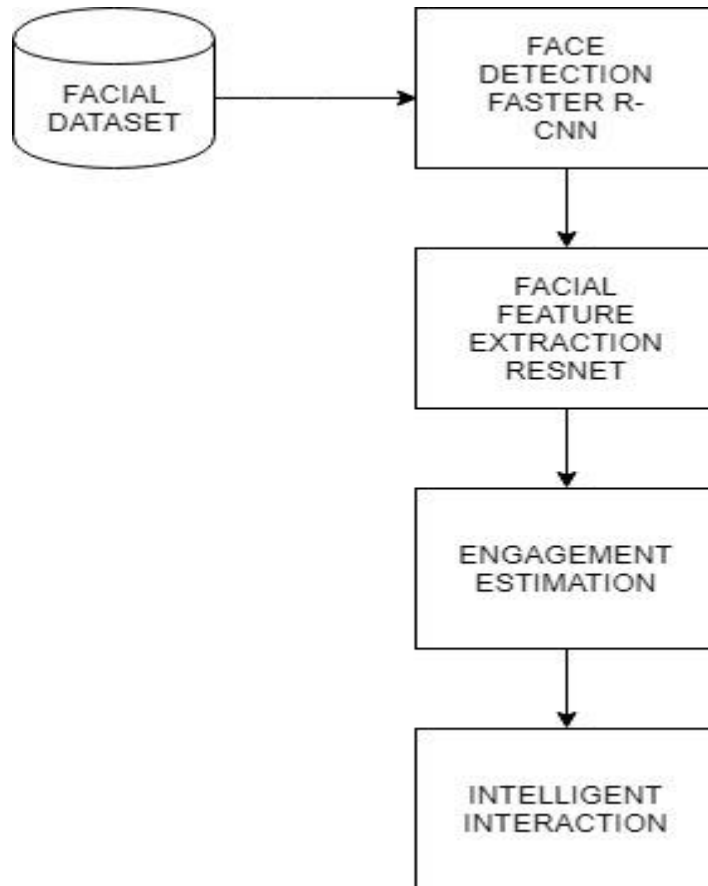 FACIAL
DATASET
FACE
DETECTION
FASTER R-
CNN
FACIAL
FEATURE
EXTRACTION
RESNET
ENGAGEMENT
ESTIMATION
INTELLIGENT
INTERACTION